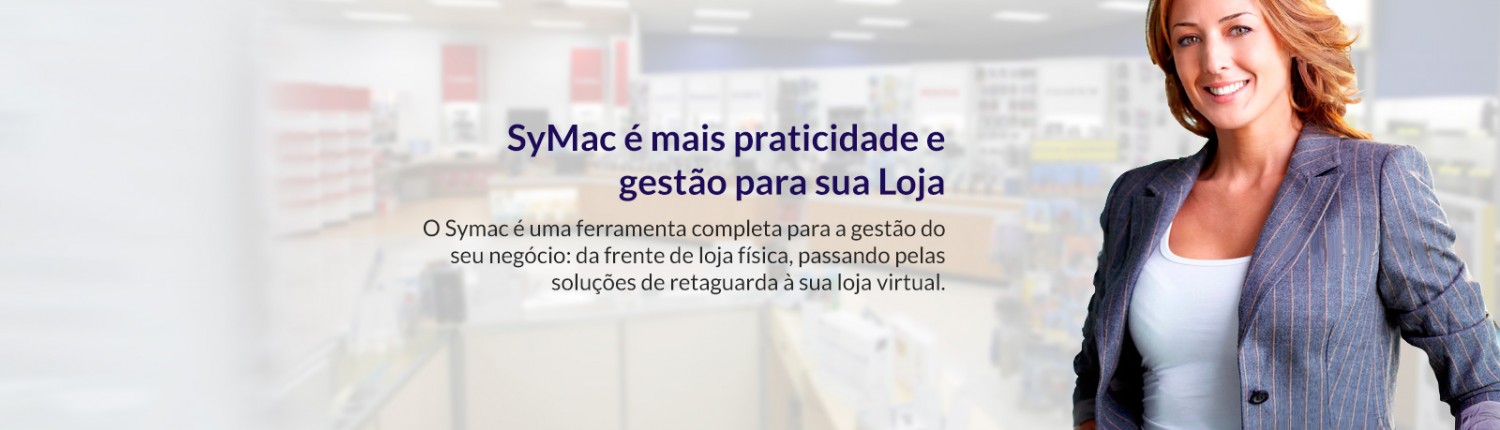 SyMac é mais praticidade e
gestão para sua Loja
O Symac é uma ferramenta completa para a gestão do
seu negócio: da frente de loja física, passando pelas
soluções de retaguarda à sua loja virtual.